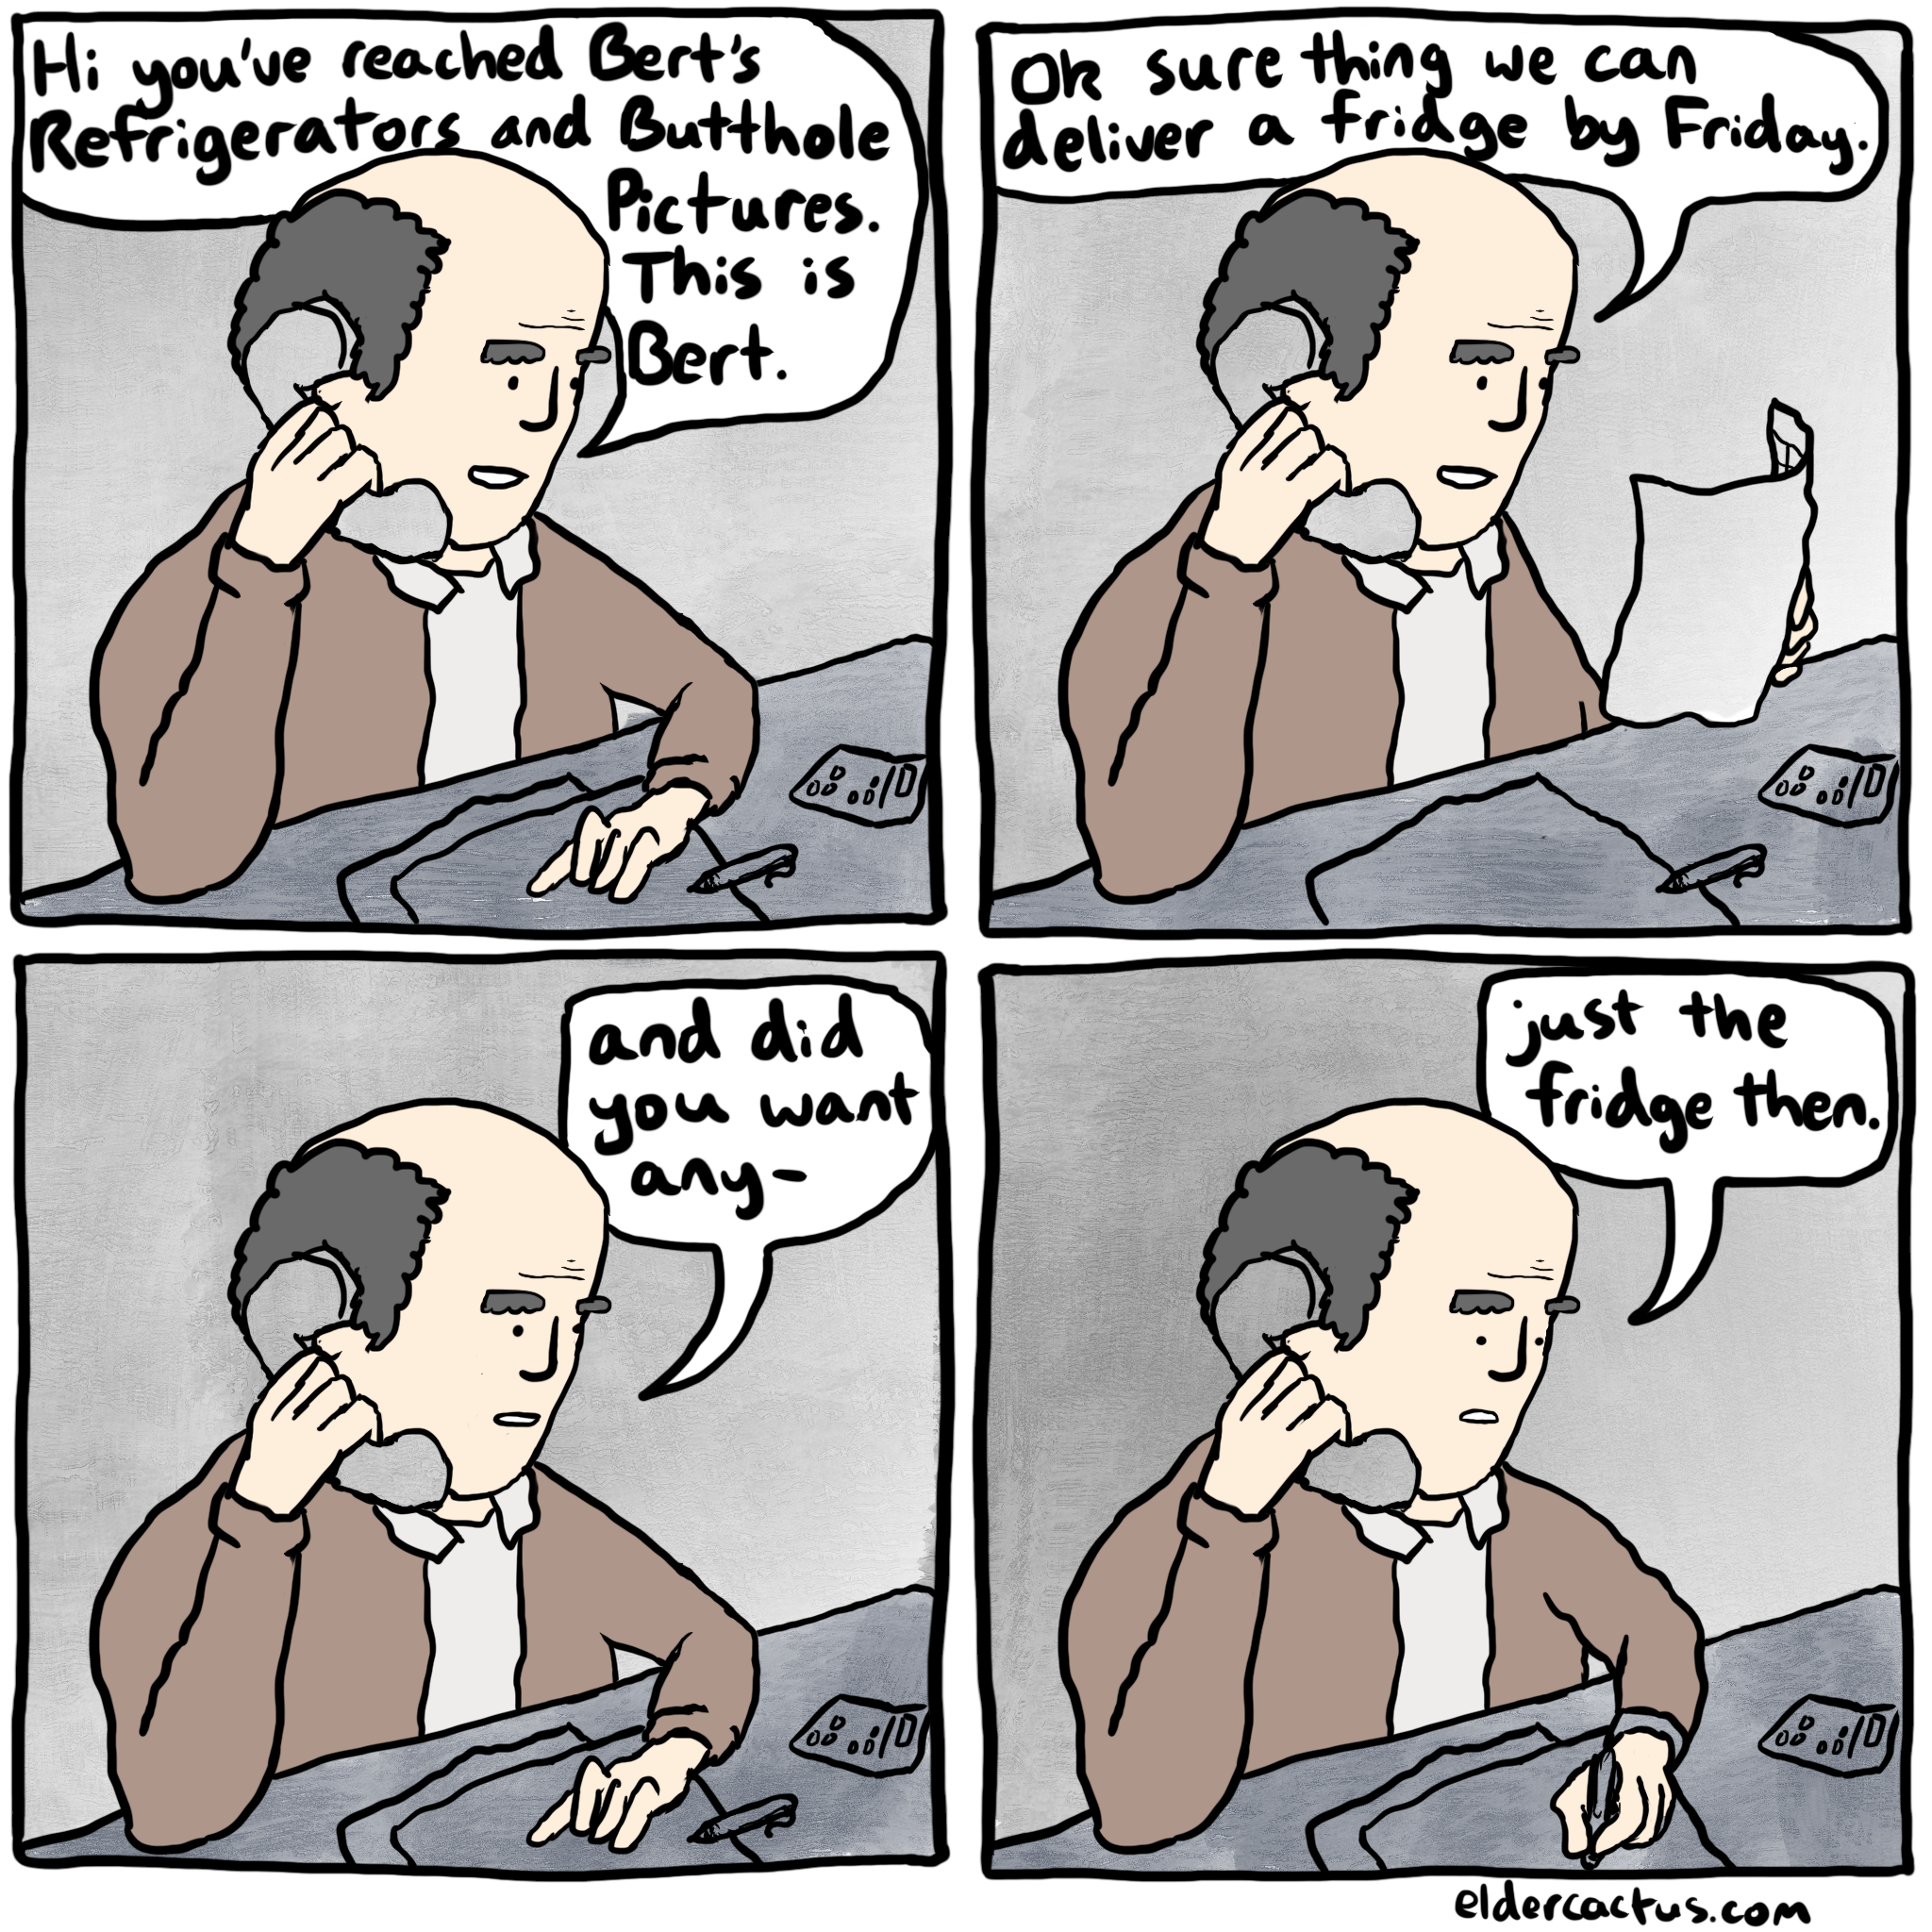 Hi you've reached Bert's
Refrigerators and Butthole
Pictures.
This is
Bert.
Ok sure thing we can
deliver a fridge by Friday.
and did
you want
any-
just the
fridge then.
eldercactus.com